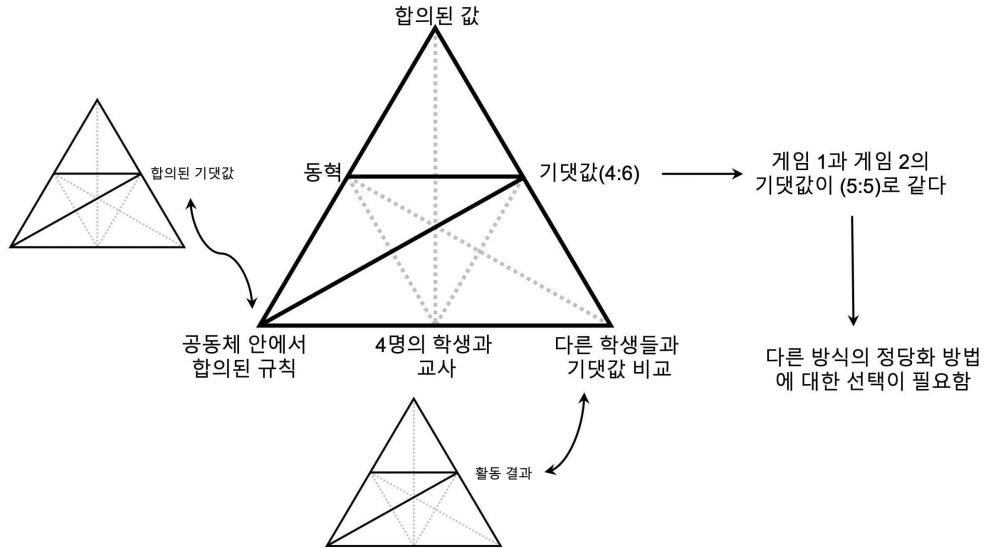 합의된 값
합의된 기댓값
동혁
기댓값(4:6)
게임 1과 게임 2의
기댓값이 (5:5)로 같다
공동체 안에서
합의된 규칙
4명의 학생과
교사
다른 학생들과
기댓값 비교
다른 방식의 정당화 방법
에 대한 선택이 필요함
활동 결과